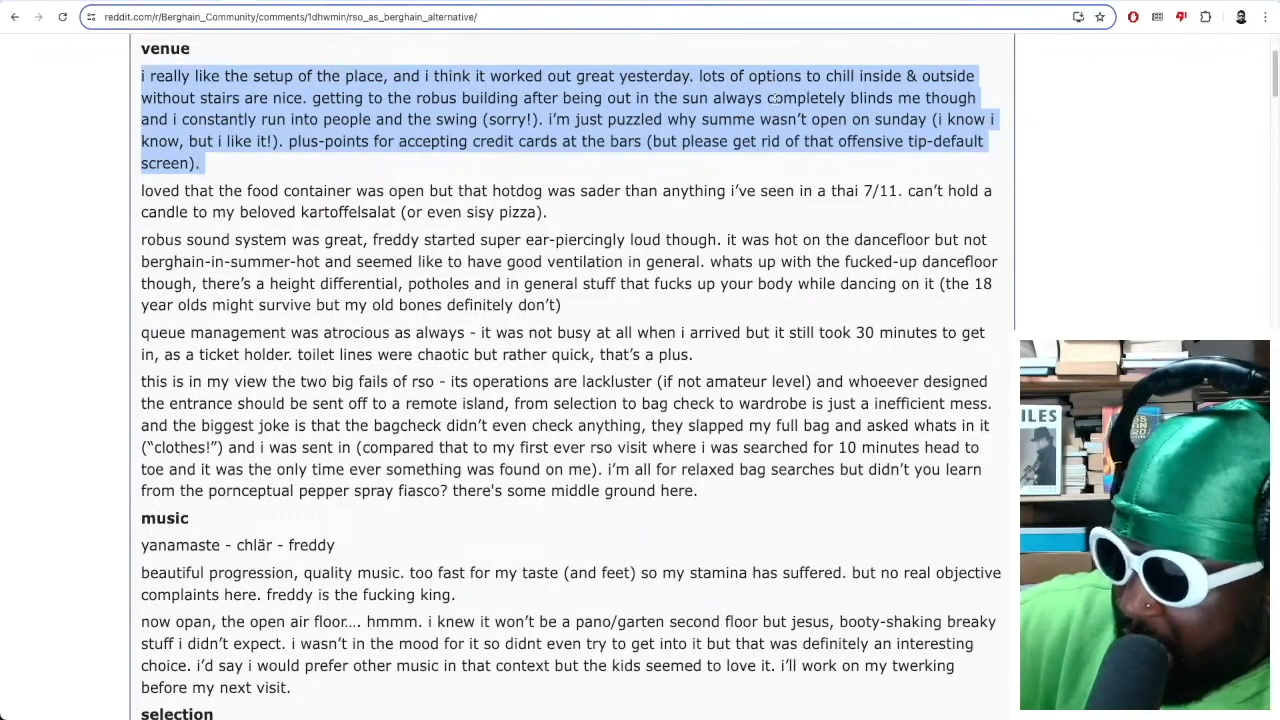 reddit.com/r/Berghain_Community/comments/1dhwmin/rso_as_berghain_alternative/
venue
i really like the setup of the place, and i think it worked out great yesterday. lots of options to chill inside & outside
without stairs are nice. getting to the robus building after being out in the sun always completely blinds me though
and i constantly run into people and the swing (sorry!). i’m just puzzled why summe wasn’t open on sunday (i know i
know, but i like it!). plus-points for accepting credit cards at the bars (but please get rid of that offensive tip-default
screen).
loved that the food container was open but that hotdog was sader than anything i’ve seen in a thai 7/11. can’t hold a
candle to my beloved kartoffelsalat (or even sisy pizza).
robus sound system was great, freddy started super ear-piercingly loud though. it was hot on the dancefloor but not
berghain-in-summer-hot and seemed like to have good ventilation in general. whats up with the fucked-up dancefloor
though, there’s a height differential, potholes and in general stuff that fucks up your body while dancing on it (the 18
year olds might survive but my old bones definitely don’t)
queue management was atrocious as always - it was not busy at all when i arrived but it still took 30 minutes to get
in, as a ticket holder. toilet lines were chaotic but rather quick, that’s a plus.
this is in my view the two big fails of rso - its operations are lackluster (if not amateur level) and whoeever designed
the entrance should be sent off to a remote island, from selection to bag check to wardrobe is just a inefficient mess.
and the biggest joke is that the bagcheck didn’t even check anything, they slapped my full bag and asked whats in it
(“clothes!”) and i was sent in (compared that to my first ever rso visit where i was searched for 10 minutes head to
toe and it was the only time ever something was found on me). i’m all for relaxed bag searches but didn’t you learn
from the pornceptual pepper spray fiasco? there's some middle ground here.
music
yanamaste - chlär - freddy
beautiful progression, quality music. too fast for my taste (and feet) so my stamina has suffered. but no real objective
complaints here. freddy is the fucking king.
now opan, the open air floor…. hmmm. i knew it won’t be a pano/garten second floor but jesus, booty-shaking breaky
stuff i didn’t expect. i wasn’t in the mood for it so didnt even try to get into it but that was definitely an interesting
choice. i’d say i would prefer other music in that context but the kids seemed to love it. i’ll work on my twerking
before my next visit.
selection
ILES